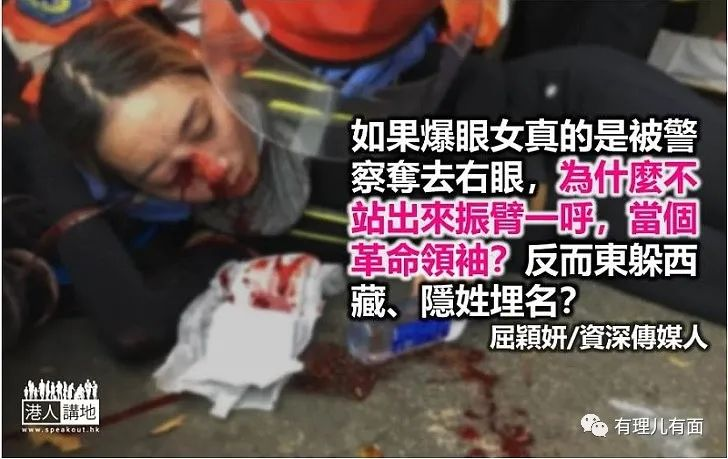 如果爆眼女真的是被警
察奪去右眼，為什麼不
站出來振臂一呼，當個
革命領袖？反而東躲西
藏、隱姓埋名？
屈穎妍/資深傳媒人
港人講地
www.speakout.hk
有理儿有面